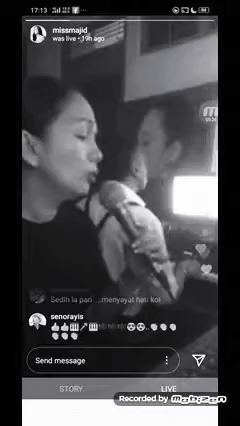 17:13
missmajid
was live • 19h ago
Sedih la pari ....menyayat hati kot
senorayis
Send message
STORY
LIVE
Recorded by Mobizen